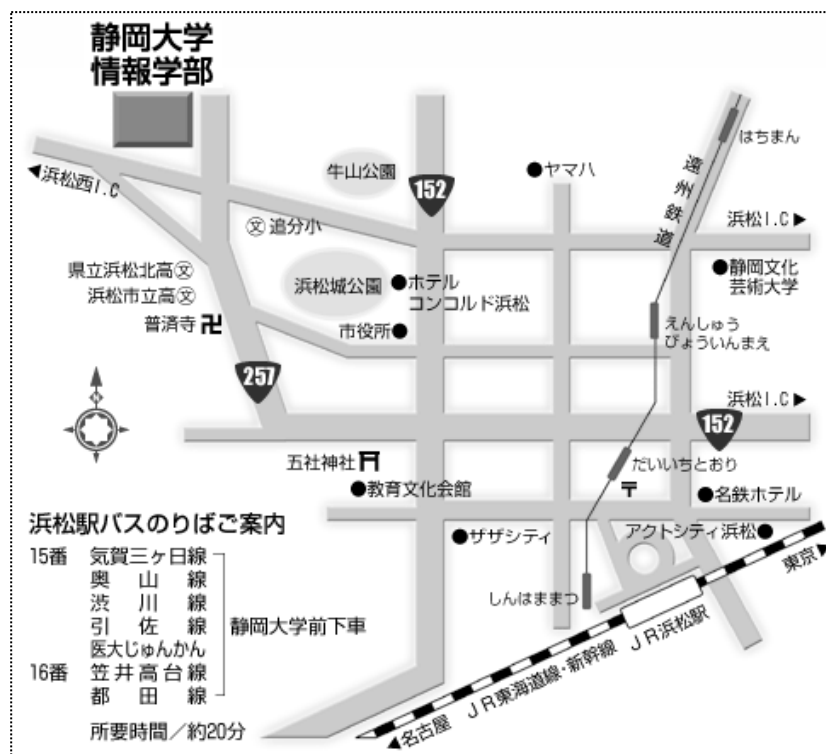 静岡大学
情報学部
はちまん
牛山公園
●ヤマハ
遠州鉄道
152
◀浜松西I.C
文 追分小
浜松I.C▶
県立浜松北高文
浜松城公園
●ホテル
コンコルド浜松
●静岡文化
芸術大学
浜松市立高文
普済寺卍
市役所●
えんしゅう
びょういんまえ
257
浜松I.C▶
152
五社神社
だいいちとおり
〒
●教育文化会館
●名鉄ホテル
浜松駅バスのりばご案内
●ザザシティ
アクトシティ浜松●
15番 気賀三ヶ日線
東京▶
奥山線
しんはままつ
渋川線
引佐線
静岡大学前下車
JR浜松駅
医大じゅんかん
16番 笠井高台線
JR東海道線・新幹線
都田線
所要時間／約20分
◀名古屋